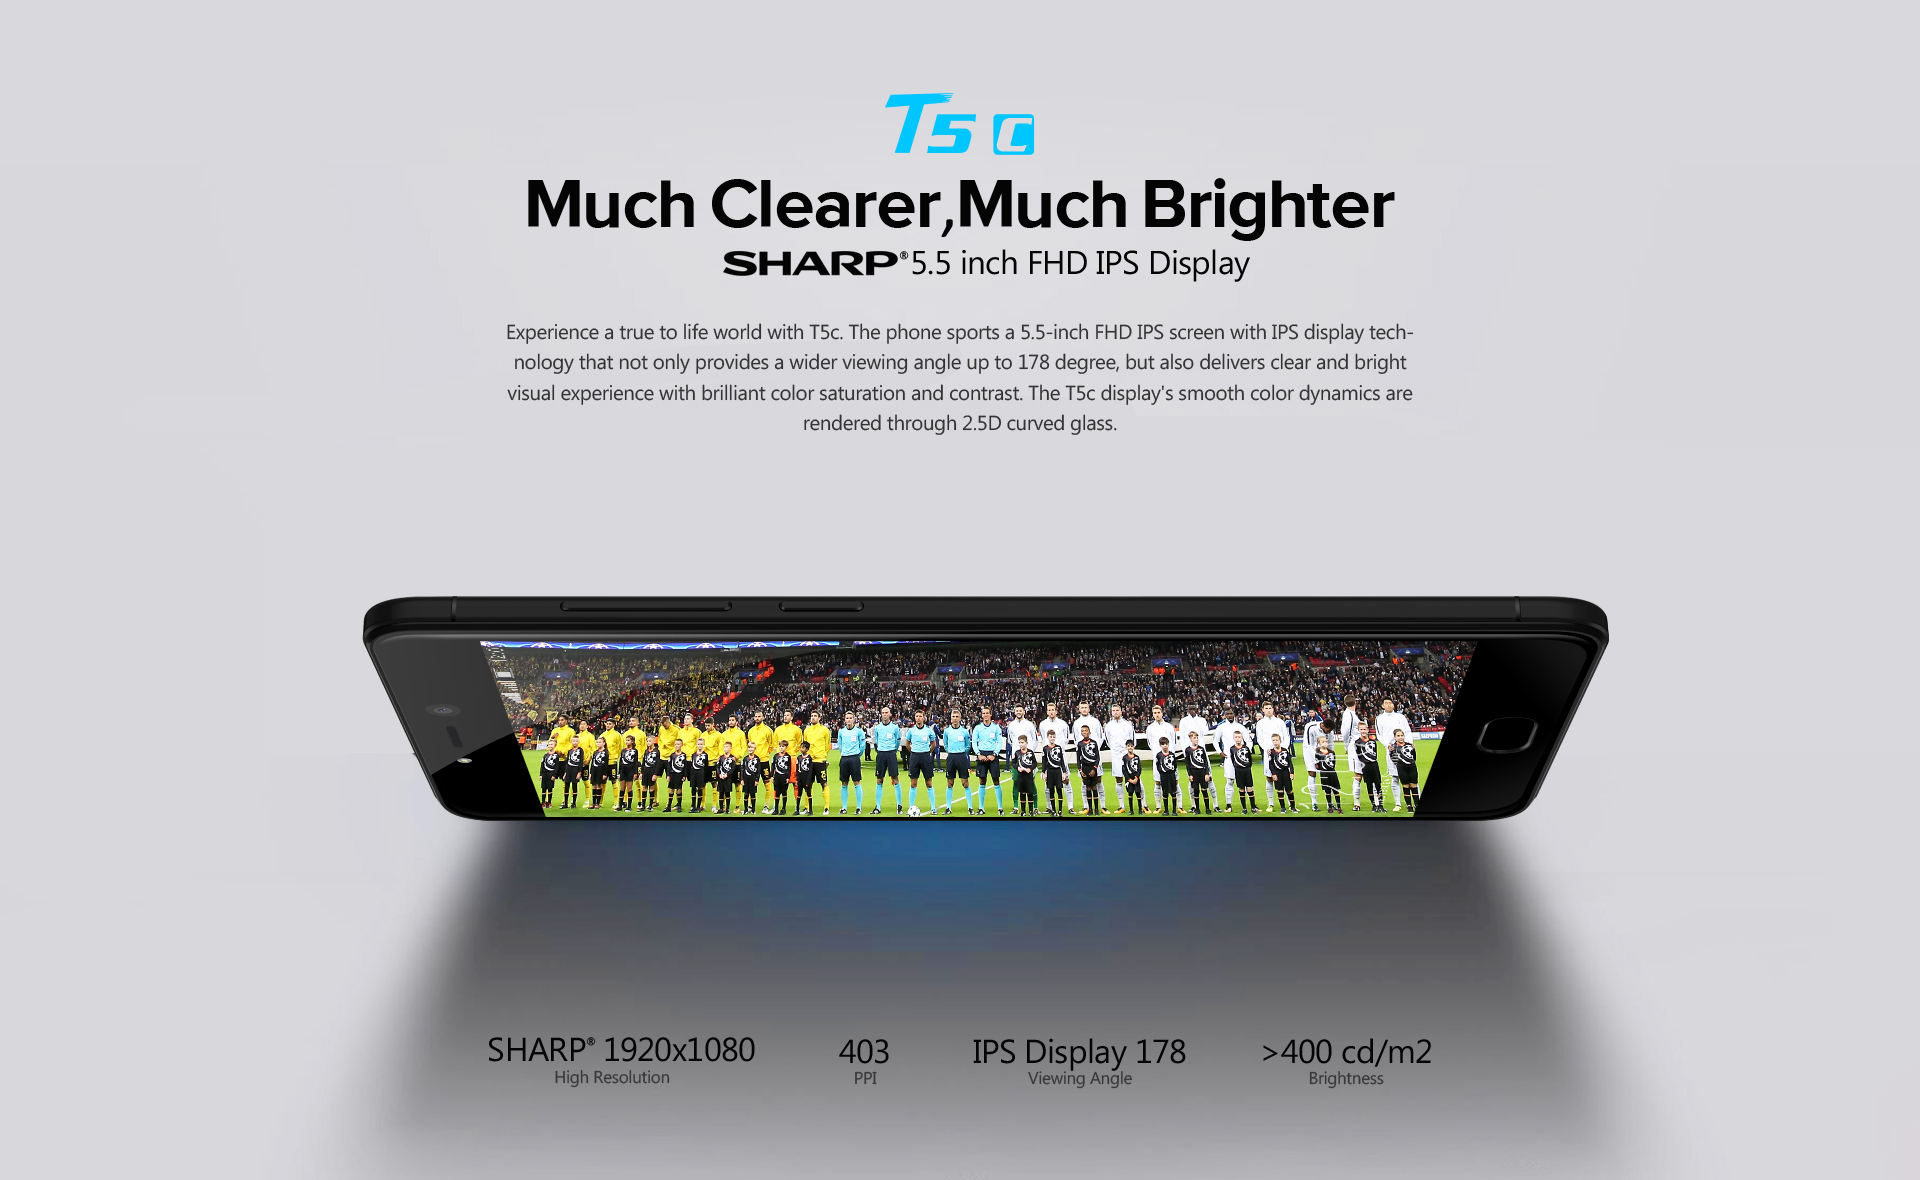 T5 C
Much Clearer,Much Brighter
SHARP®5.5 inch FHD IPS Display
Experience a true to life world with T5c. The phone sports a 5.5-inch FHD IPS screen with IPS display tech-
nology that not only provides a wider viewing angle up to 178 degree, but also delivers clear and bright
visual experience with brilliant color saturation and contrast. The T5c display's smooth color dynamics are
rendered through 2.5D curved glass.
SHARP® 1920x1080
High Resolution
403
PPI
IPS Display 178
Viewing Angle
>400 cd/m2
Brightness